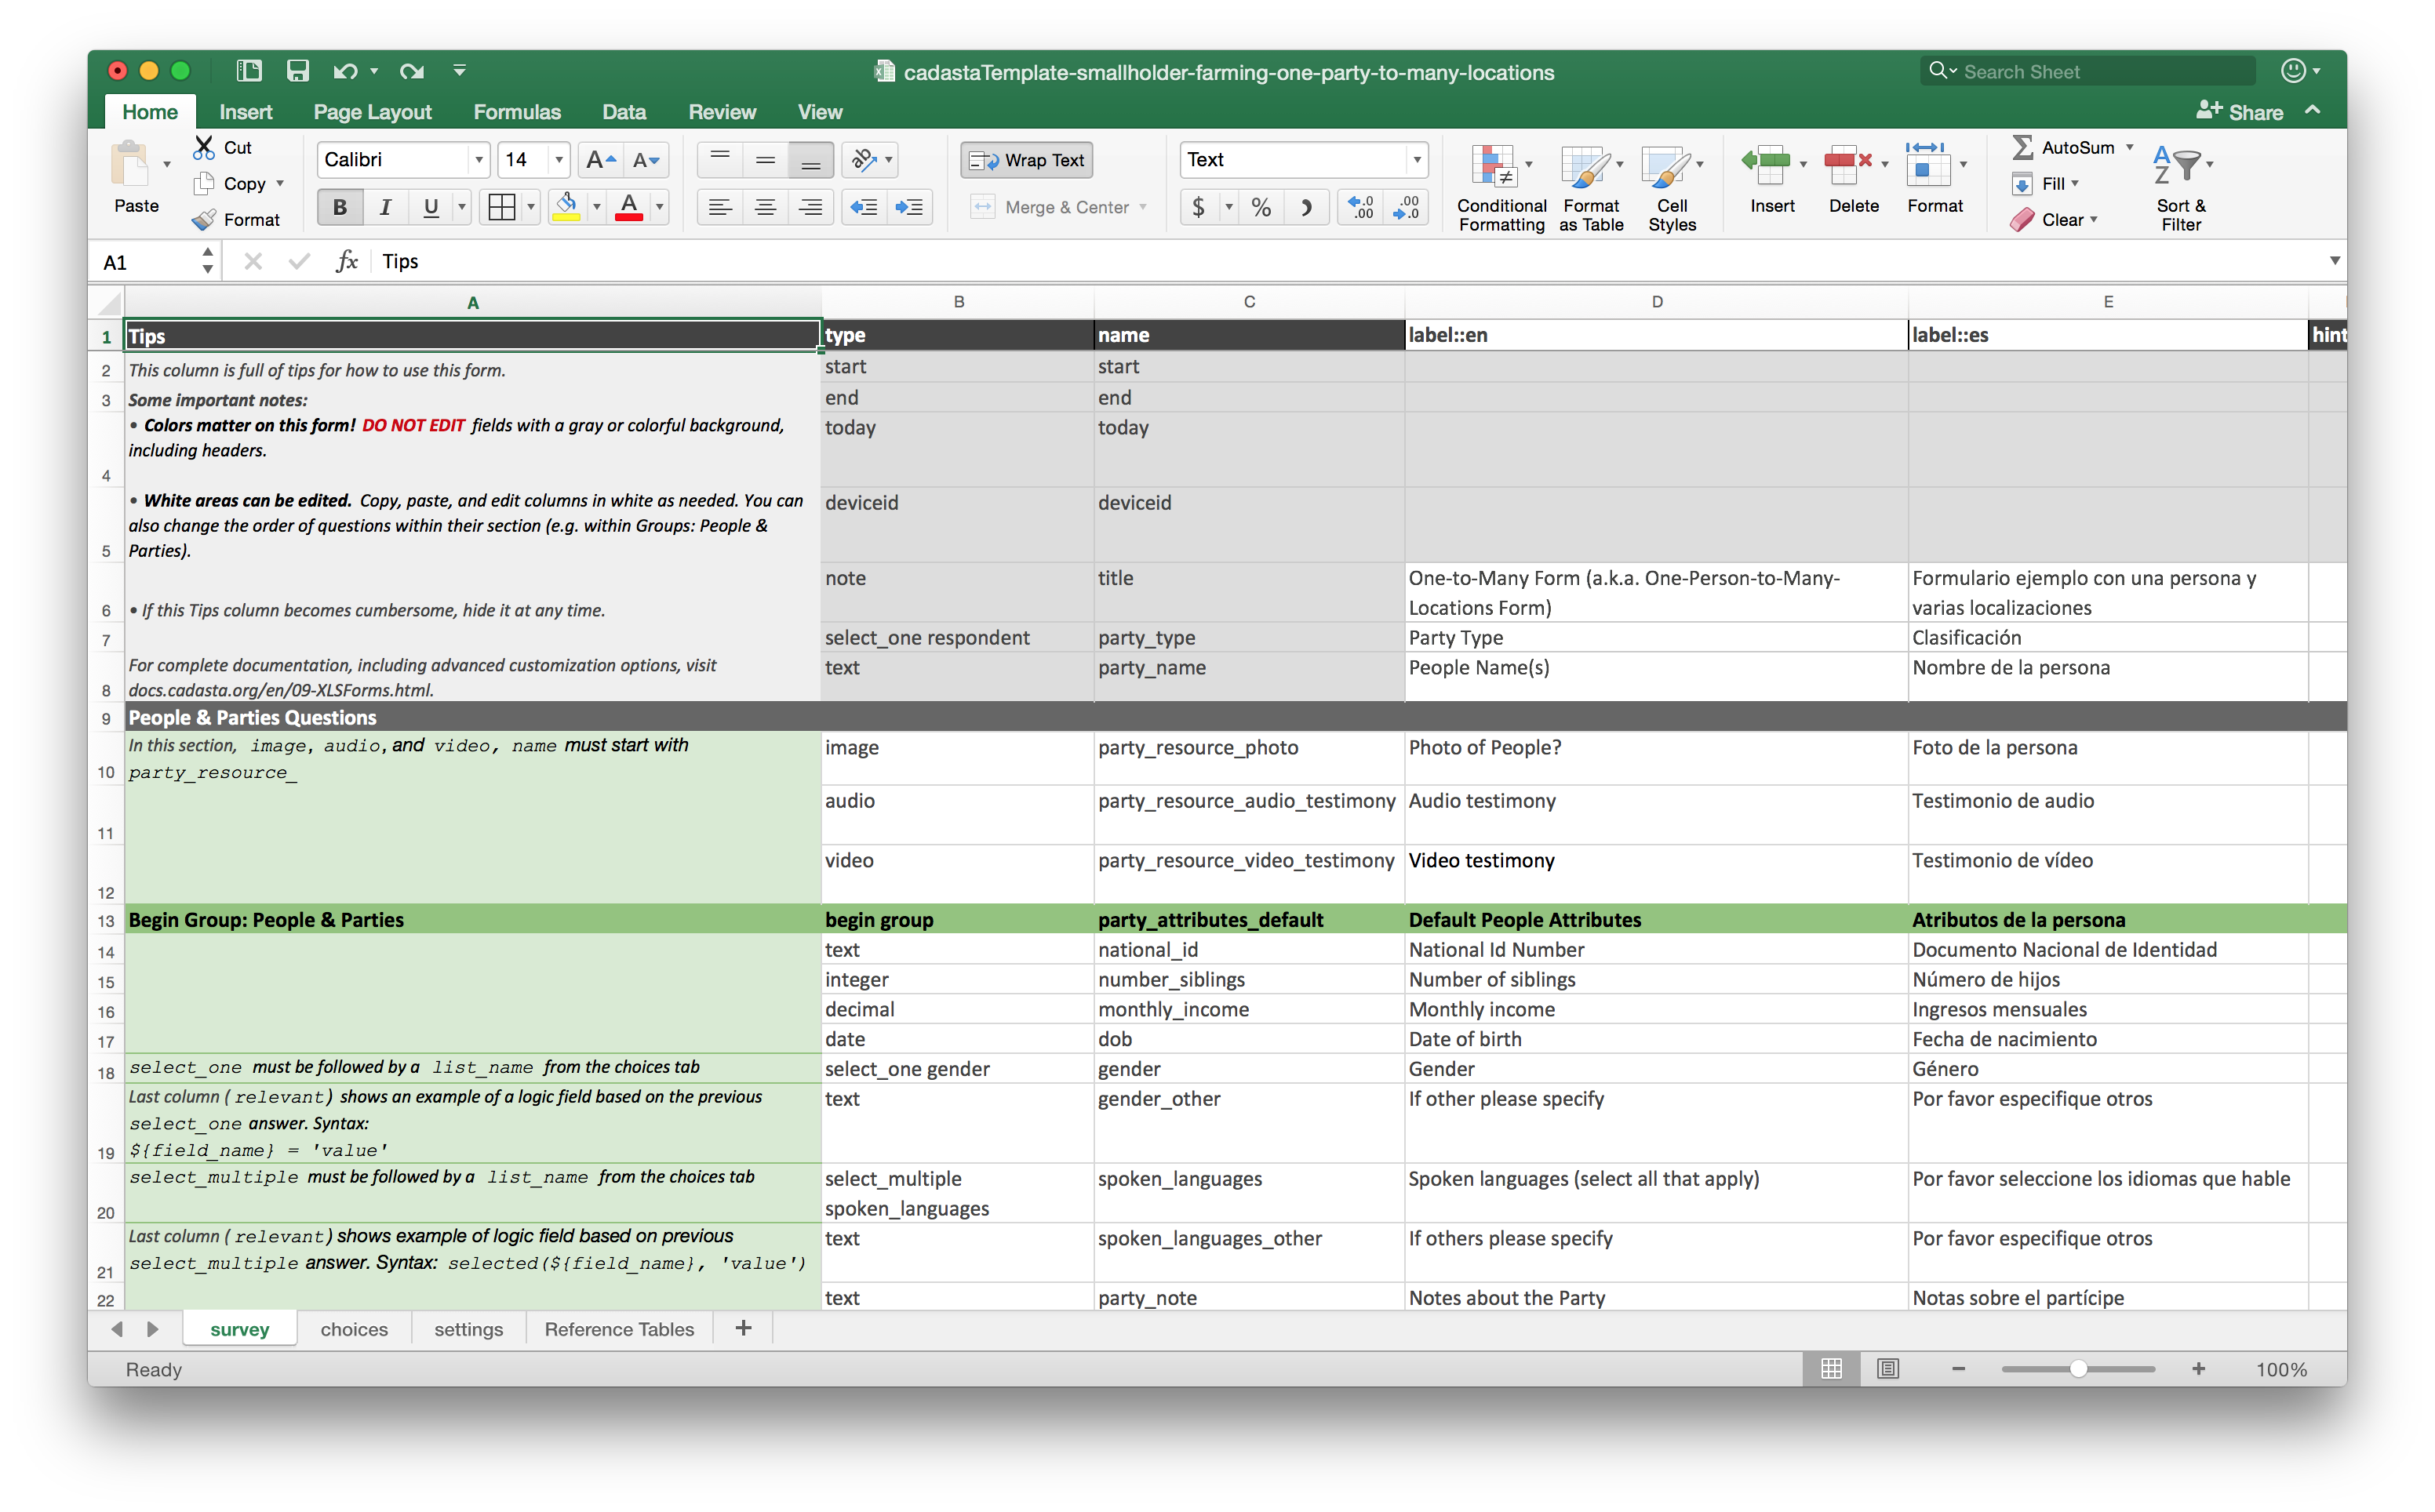 cadastaTemplate-smallholder-farming-one-party-to-many-locations
Search Sheet
Home Insert Page Layout Formulas Data Review View
Share
Paste
Cut
Copy
Format
Calibri 14 A A
B I U A
ab
Wrap Text
Merge & Center
Text
$ % .0 .00 .00 .0
Conditional Formatting
Format as Table
Cell Styles
Insert
Delete
Format
AutoSum
Fill
Clear
A Z
Sort & Filter
A1 fx Tips
A B C D E
1 Tips type name label::en label::es hint
2 This column is full of tips for how to use this form. start start
3 Some important notes: end end
4 • Colors matter on this form! DO NOT EDIT fields with a gray or colorful background, including headers. today today
5 • White areas can be edited. Copy, paste, and edit columns in white as needed. You can also change the order of questions within their section (e.g. within Groups: People & Parties). deviceid deviceid
6 • If this Tips column becomes cumbersome, hide it at any time. note title One-to-Many Form (a.k.a. One-Person-to-Many-Locations Form) Formulario ejemplo con una persona y varias localizaciones
7 select_one respondent party_type Party Type Clasificación
8 For complete documentation, including advanced customization options, visit docs.cadasta.org/en/09-XLSForms.html. text party_name People Name(s) Nombre de la persona
9 People & Parties Questions
10 In this section, image, audio, and video, name must start with party_resource_ image party_resource_photo Photo of People? Foto de la persona
11 audio party_resource_audio_testimony Audio testimony Testimonio de audio
12 video party_resource_video_testimony Video testimony Testimonio de vídeo
13 Begin Group: People & Parties begin group party_attributes_default Default People Attributes Atributos de la persona
14 text national_id National Id Number Documento Nacional de Identidad
15 integer number_siblings Number of siblings Número de hijos
16 decimal monthly_income Monthly income Ingresos mensuales
17 date dob Date of birth Fecha de nacimiento
18 select_one must be followed by a list_name from the choices tab select_one gender gender Gender Género
19 Last column (relevant) shows an example of a logic field based on the previous select_one answer. Syntax: ${field_name} = 'value' text gender_other If other please specify Por favor especifique otros
20 select_multiple must be followed by a list_name from the choices tab select_multiple spoken_languages spoken_languages Spoken languages (select all that apply) Por favor seleccione los idiomas que hable
21 Last column (relevant) shows example of logic field based on previous select_multiple answer. Syntax: selected(${field_name}, 'value') text spoken_languages_other If others please specify Por favor especifique otros
22 text party_note Notes about the Party Notas sobre el partícipe
survey choices settings Reference Tables +
Ready 100%